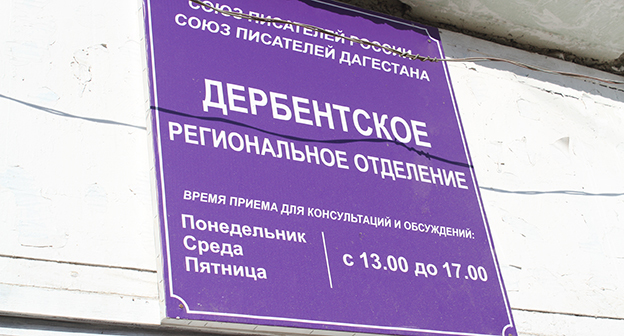 СОЮЗ ПИСАТЕЛЕЙ РОССИИ
СОЮЗ ПИСАТЕЛЕЙ ДАГЕСТАНА
ДЕРБЕНТСКОЕ
РЕГИОНАЛЬНОЕ ОТДЕЛЕНИЕ
ВРЕМЯ ПРИЕМА ДЛЯ КОНСУЛЬТАЦИЙ И ОБСУЖДЕНИЙ:
Понедельник
Среда
Пятница
с 13.00 до 17.00